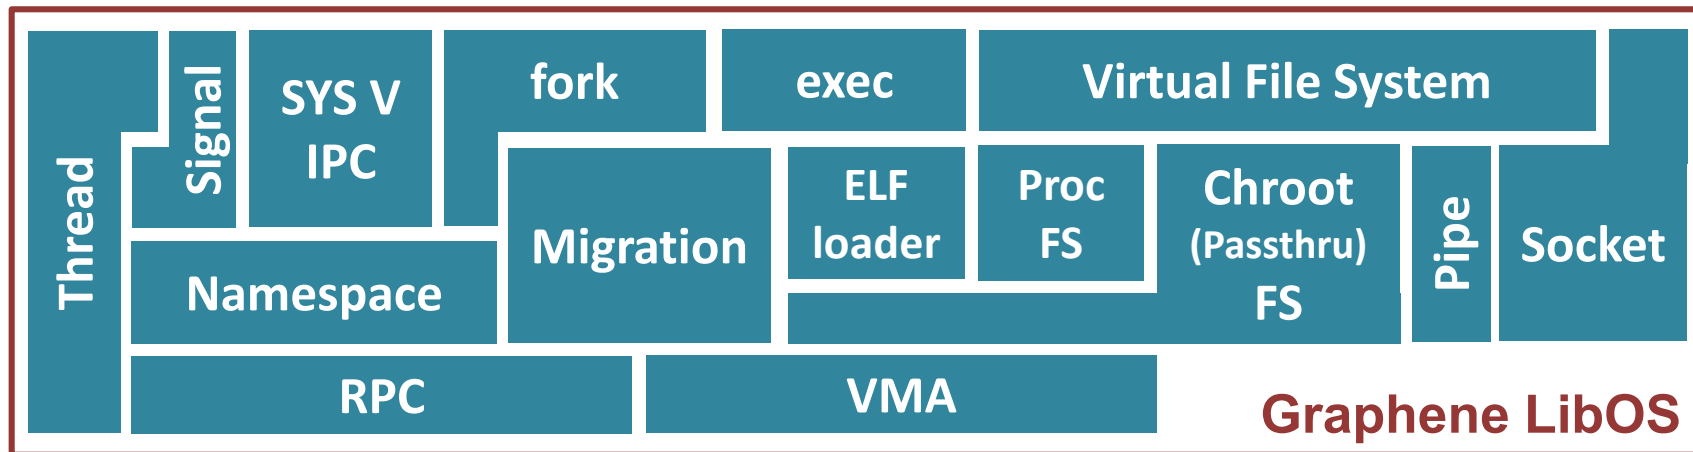 Thread
Signal
SYS V
IPC
fork
exec
Virtual File System
Namespace
Migration
ELF
loader
Proc
FS
Chroot
(Passthru)
FS
Pipe
Socket
RPC
VMA
Graphene LibOS